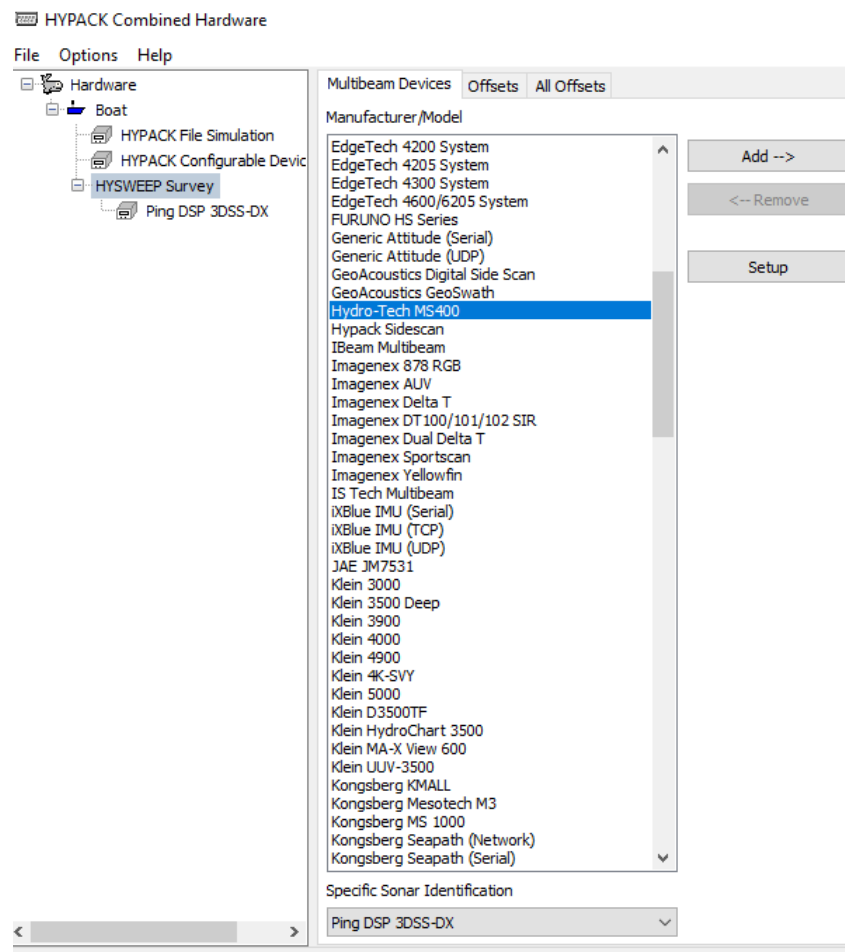 HYPACK Combined Hardware
File Options Help
Hardware
Boat
HYPACK File Simulation
HYPACK Configurable Devic
HYSWEEP Survey
Ping DSP 3DSS-DX
Multibeam Devices Offsets All Offsets
Manufacturer/Model
EdgeTech 4200 System
EdgeTech 4205 System
EdgeTech 4300 System
EdgeTech 4600/6205 System
FURUNO HS Series
Generic Attitude (Serial)
Generic Attitude (UDP)
GeoAcoustics Digital Side Scan
GeoAcoustics GeoSwath
Hydro-Tech MS400
Hypack Sidescan
IBeam Multibeam
Imagenex 878 RGB
Imagenex AUV
Imagenex Delta T
Imagenex DT100/101/102 SIR
Imagenex Dual Delta T
Imagenex Sportscan
Imagenex Yellowfin
IS Tech Multibeam
iXBlue IMU (Serial)
iXBlue IMU (TCP)
iXBlue IMU (UDP)
JAE JM7531
Klein 3000
Klein 3500 Deep
Klein 3900
Klein 4000
Klein 4900
Klein 4K-SVY
Klein 5000
Klein D3500TF
Klein HydroChart 3500
Klein MA-X View 600
Klein UUV-3500
Kongsberg KMALL
Kongsberg Mesotech M3
Kongsberg MS 1000
Kongsberg Seapath (Network)
Kongsberg Seapath (Serial)
Add -->
<-- Remove
Setup
Specific Sonar Identification
Ping DSP 3DSS-DX